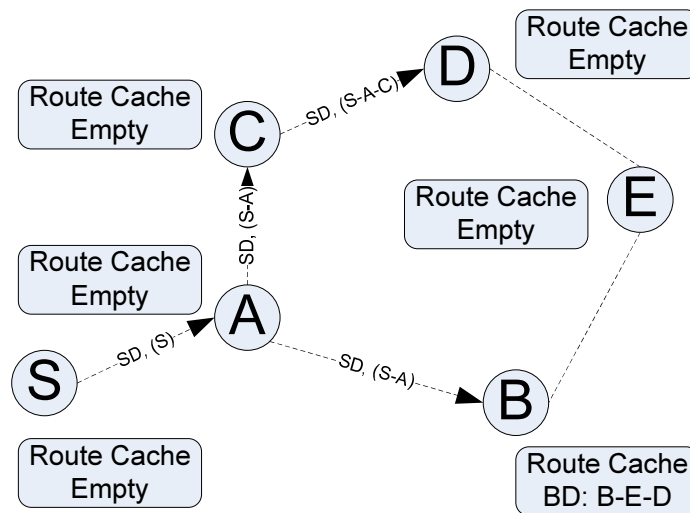 Route Cache
Empty
D
Route Cache
Empty
C
SD, (S-A-C)
Route Cache
Empty
E
SD, (S-A)
Route Cache
Empty
A
SD, (S)
S
SD, (S-A)
B
Route Cache
Empty
Route Cache
BD: B-E-D